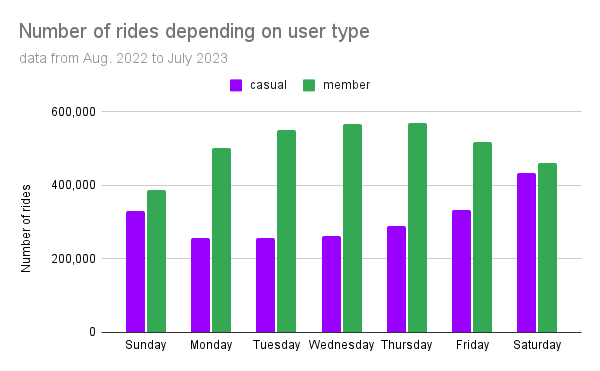 Number of rides depending on user type
data from Aug. 2022 to July 2023
casual member
600,000
400,000
200,000
0
Number of rides
Sunday Monday Tuesday Wednesday Thursday Friday Saturday